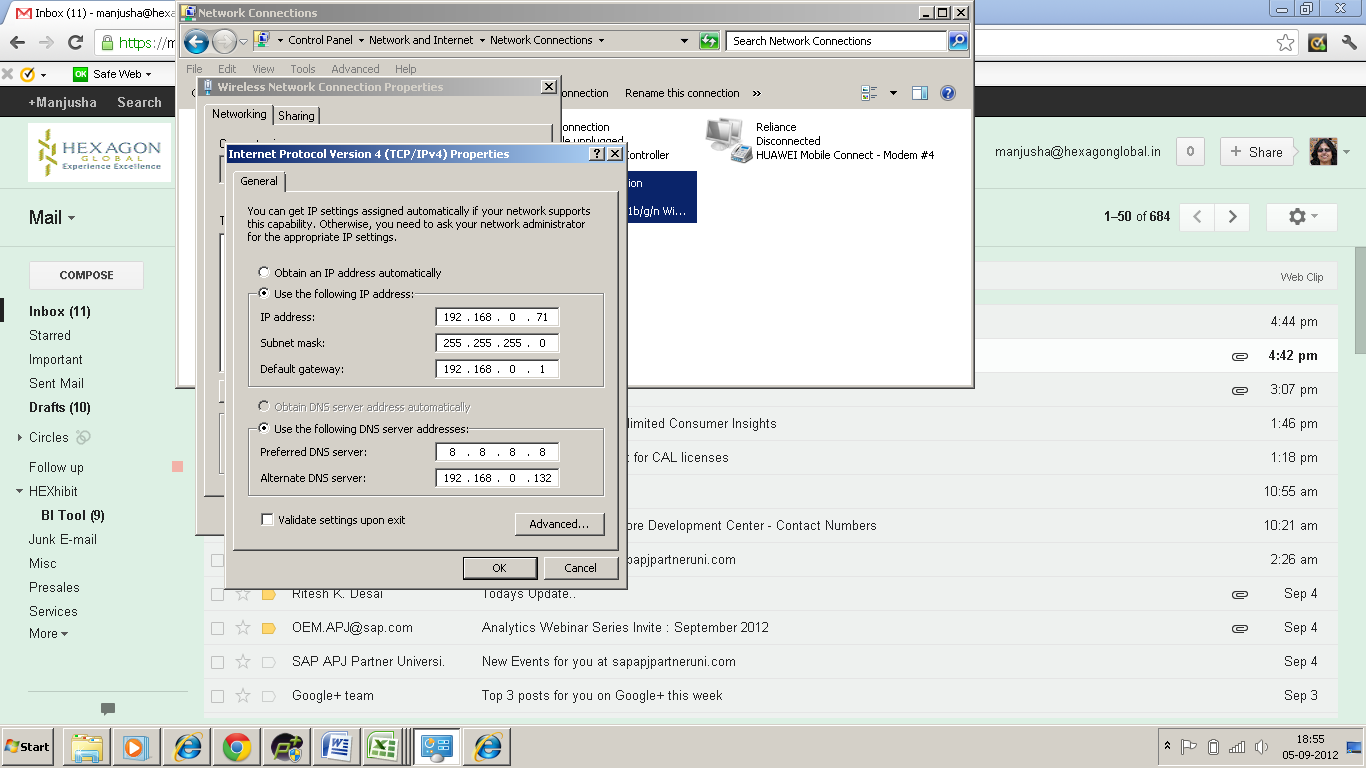 Inbox (11) - manjusha@hexa
https://m
Safe Web
+Manjusha Search
HEXAGON
GLOBAL
Experience Excellence
Mail
COMPOSE
Inbox (11)
Starred
Important
Sent Mail
Drafts (10)
Circles
Follow up
HEXhibit
BI Tool (9)
Junk E-mail
Misc
Presales
Services
More
Network Connections
Control Panel Network and Internet Network Connections
Search Network Connections
File Edit View Tools Advanced Help
onnection Rename this connection »
onnection
le unplugged
Controller
Reliance
Disconnected
HUAWEI Mobile Connect - Modem #4
ion
1b/g/n Wi...
Wireless Network Connection Properties
Networking Sharing
Internet Protocol Version 4 (TCP/IPv4) Properties
General
You can get IP settings assigned automatically if your network supports
this capability. Otherwise, you need to ask your network administrator
for the appropriate IP settings.
Obtain an IP address automatically
Use the following IP address:
IP address: 192 . 168 . 0 . 71
Subnet mask: 255 . 255 . 255 . 0
Default gateway: 192 . 168 . 0 . 1
Obtain DNS server address automatically
Use the following DNS server addresses:
Preferred DNS server: 8 . 8 . 8 . 8
Alternate DNS server: 192 . 168 . 0 . 132
Validate settings upon exit
Advanced...
OK Cancel
manjusha@hexagonglobal.in 0 + Share
1–50 of 684
Web Clip
4:44 pm
4:42 pm
3:07 pm
limited Consumer Insights 1:46 pm
t for CAL licenses 1:18 pm
10:55 am
ore Development Center - Contact Numbers 10:21 am
sapapjpartneruni.com 2:26 am
Ritesh K. Desai Todays Update.. Sep 4
OEM.APJ@sap.com Analytics Webinar Series Invite : September 2012 Sep 4
SAP APJ Partner Universi. New Events for you at sapapjpartneruni.com Sep 4
Google+ team Top 3 posts for you on Google+ this week Sep 3
Start
18:55
05-09-2012